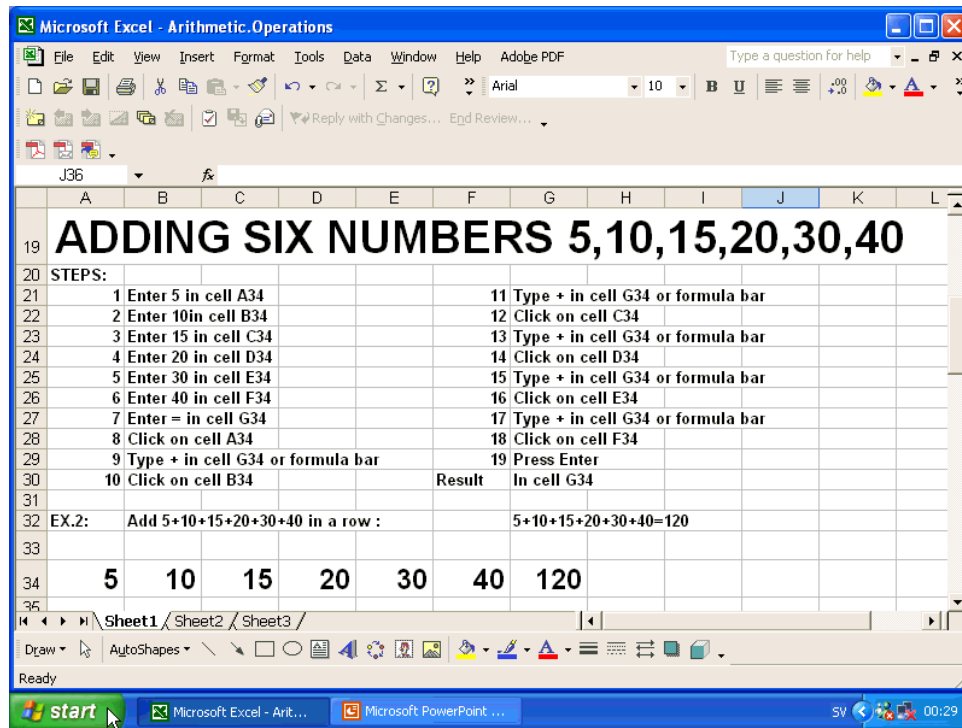 Microsoft Excel - Arithmetic.Operations
File Edit View Insert Format Tools Data Window Help Adobe PDF Type a question for help
Arial 10 B U
Reply with Changes... End Review...
J36 fx
A B C D E F G H I J K L
19 ADDING SIX NUMBERS 5,10,15,20,30,40
20 STEPS:
21 1 Enter 5 in cell A34 11 Type + in cell G34 or formula bar
22 2 Enter 10in cell B34 12 Click on cell C34
23 3 Enter 15 in cell C34 13 Type + in cell G34 or formula bar
24 4 Enter 20 in cell D34 14 Click on cell D34
25 5 Enter 30 in cell E34 15 Type + in cell G34 or formula bar
26 6 Enter 40 in cell F34 16 Click on cell E34
27 7 Enter = in cell G34 17 Type + in cell G34 or formula bar
28 8 Click on cell A34 18 Click on cell F34
29 9 Type + in cell G34 or formula bar 19 Press Enter
30 10 Click on cell B34 Result In cell G34
31
32 EX.2: Add 5+10+15+20+30+40 in a row : 5+10+15+20+30+40=120
33
34 5 10 15 20 30 40 120
35
Sheet1 / Sheet2 / Sheet3 /
Draw AutoShapes
Ready
start Microsoft Excel - Arit... Microsoft PowerPoint ... SV 00:29